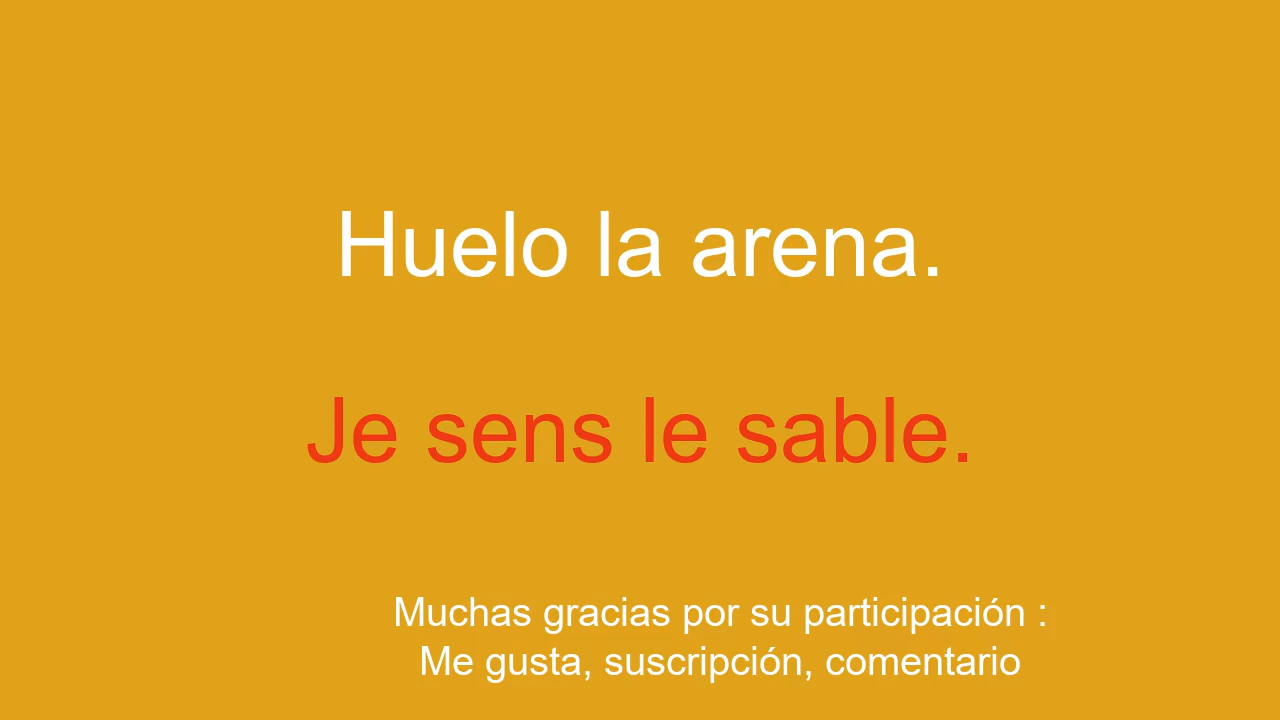 Huelo la arena.
Je sens le sable.
Muchas gracias por su participación :
Me gusta, suscripción, comentario